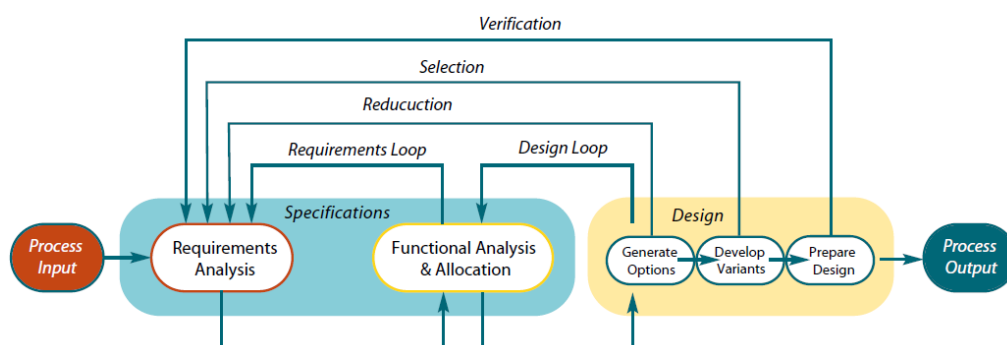 Verification
Selection
Reducuction
Requirements Loop
Design Loop
Specifications
Design
Process
Input
Requirements
Analysis
Functional Analysis
& Allocation
Generate
Options
Develop
Variants
Prepare
Design
Process
Output